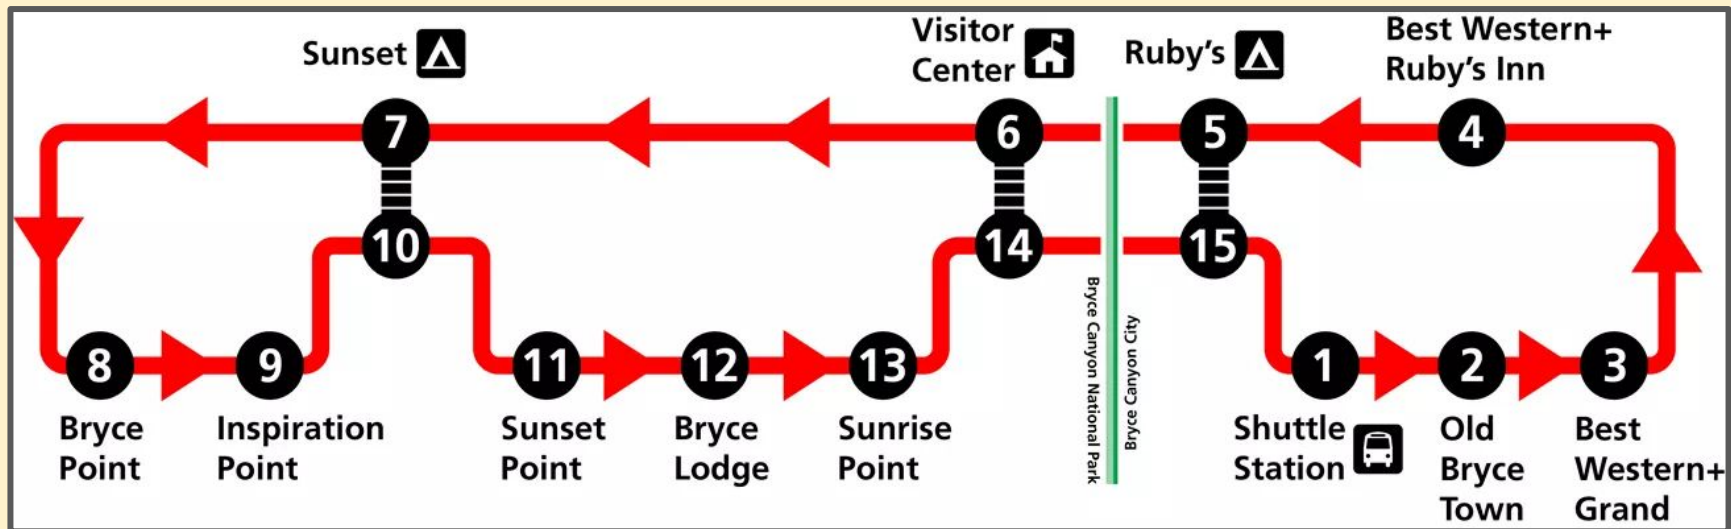 Sunset
Visitor
Center
Ruby's
Best Western+
Ruby's Inn
7
6
5
4
10
14
15
8
9
11
12
13
1
2
3
Bryce
Point
Inspiration
Point
Sunset
Point
Bryce
Lodge
Sunrise
Point
Bryce Canyon National Park
Bryce Canyon City
Shuttle
Station
Old
Bryce
Town
Best
Western+
Grand